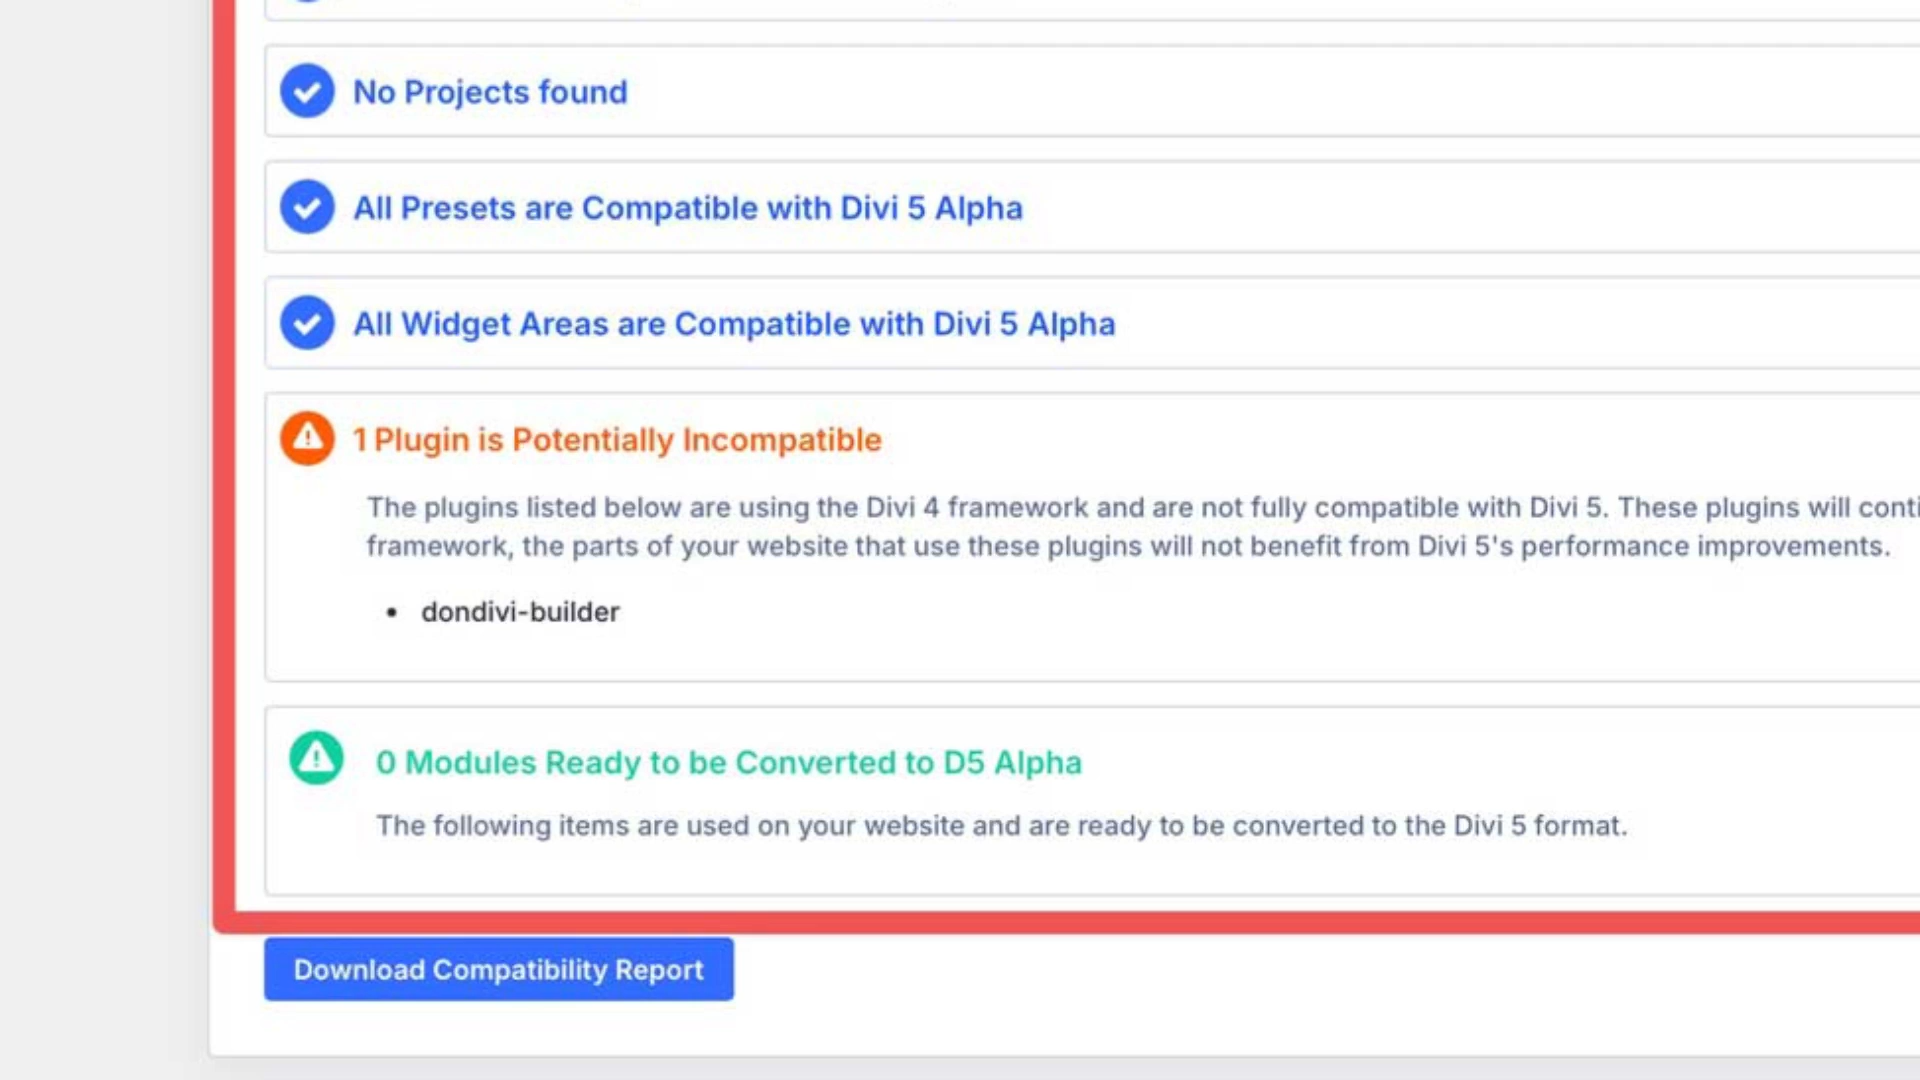 No Projects found
All Presets are Compatible with Divi 5 Alpha
All Widget Areas are Compatible with Divi 5 Alpha
1 Plugin is Potentially Incompatible
The plugins listed below are using the Divi 4 framework and are not fully compatible with Divi 5. These plugins will
framework, the parts of your website that use these plugins will not benefit from Divi 5's performance improvements.
• dondivi-builder
0 Modules Ready to be Converted to D5 Alpha
The following items are used on your website and are ready to be converted to the Divi 5 format.
Download Compatibility Report